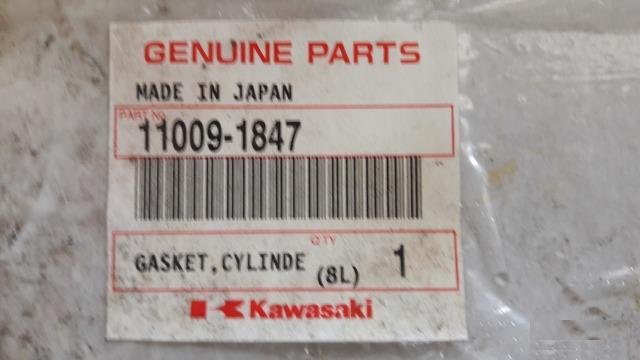 GENUINE PARTS
MADE IN JAPAN
PART NO.
11009-1847
QTY
GASKET,CYLINDE (8L) 1
Kawasaki